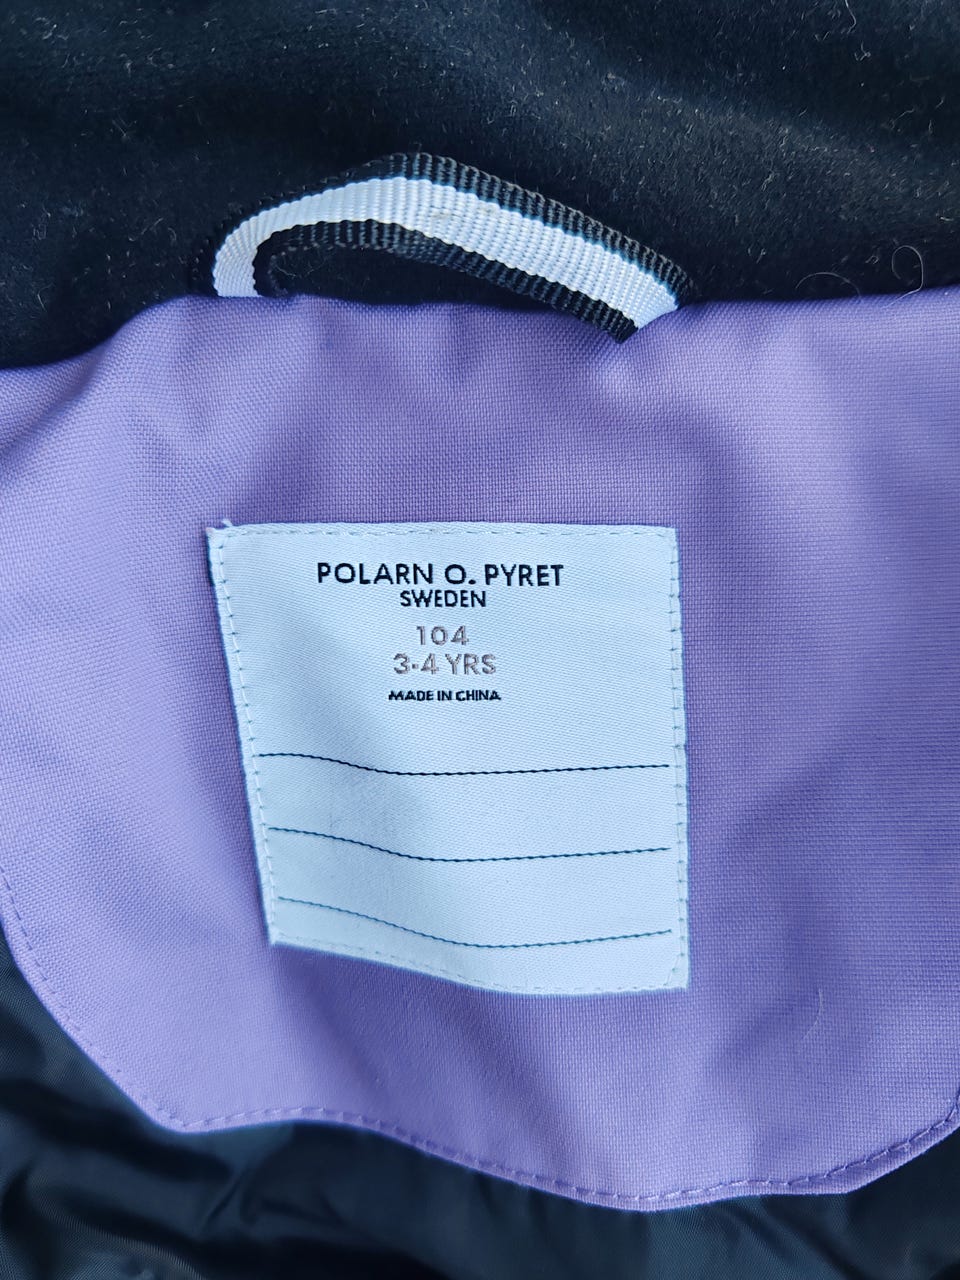 POLARN O. PYRET
SWEDEN
104
3-4 YRS
MADE IN CHINA